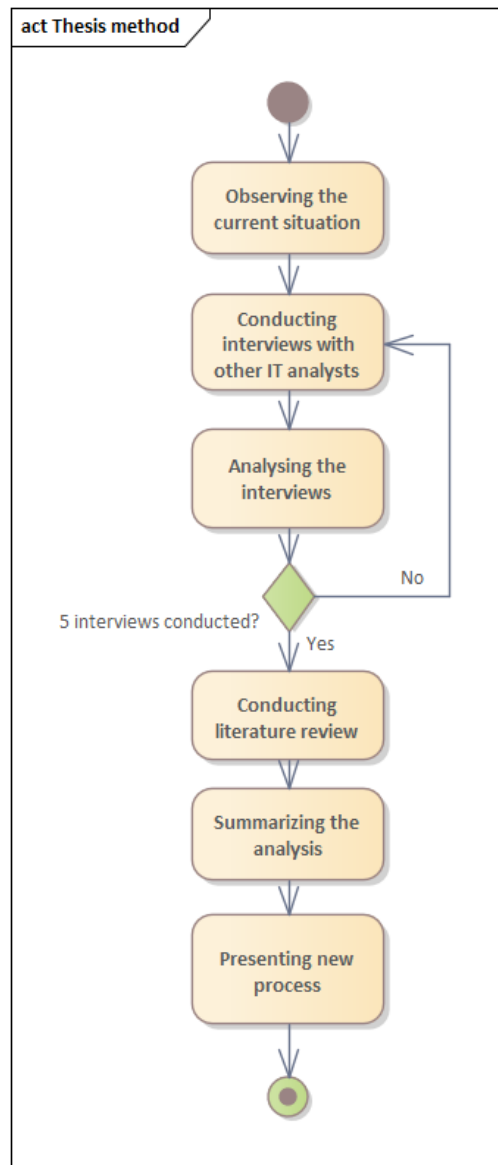 act Thesis method
Observing the
current situation
Conducting
interviews with
other IT analysts
Analysing the
interviews
No
5 interviews conducted?
Yes
Conducting
literature review
Summarizing the
analysis
Presenting new
process